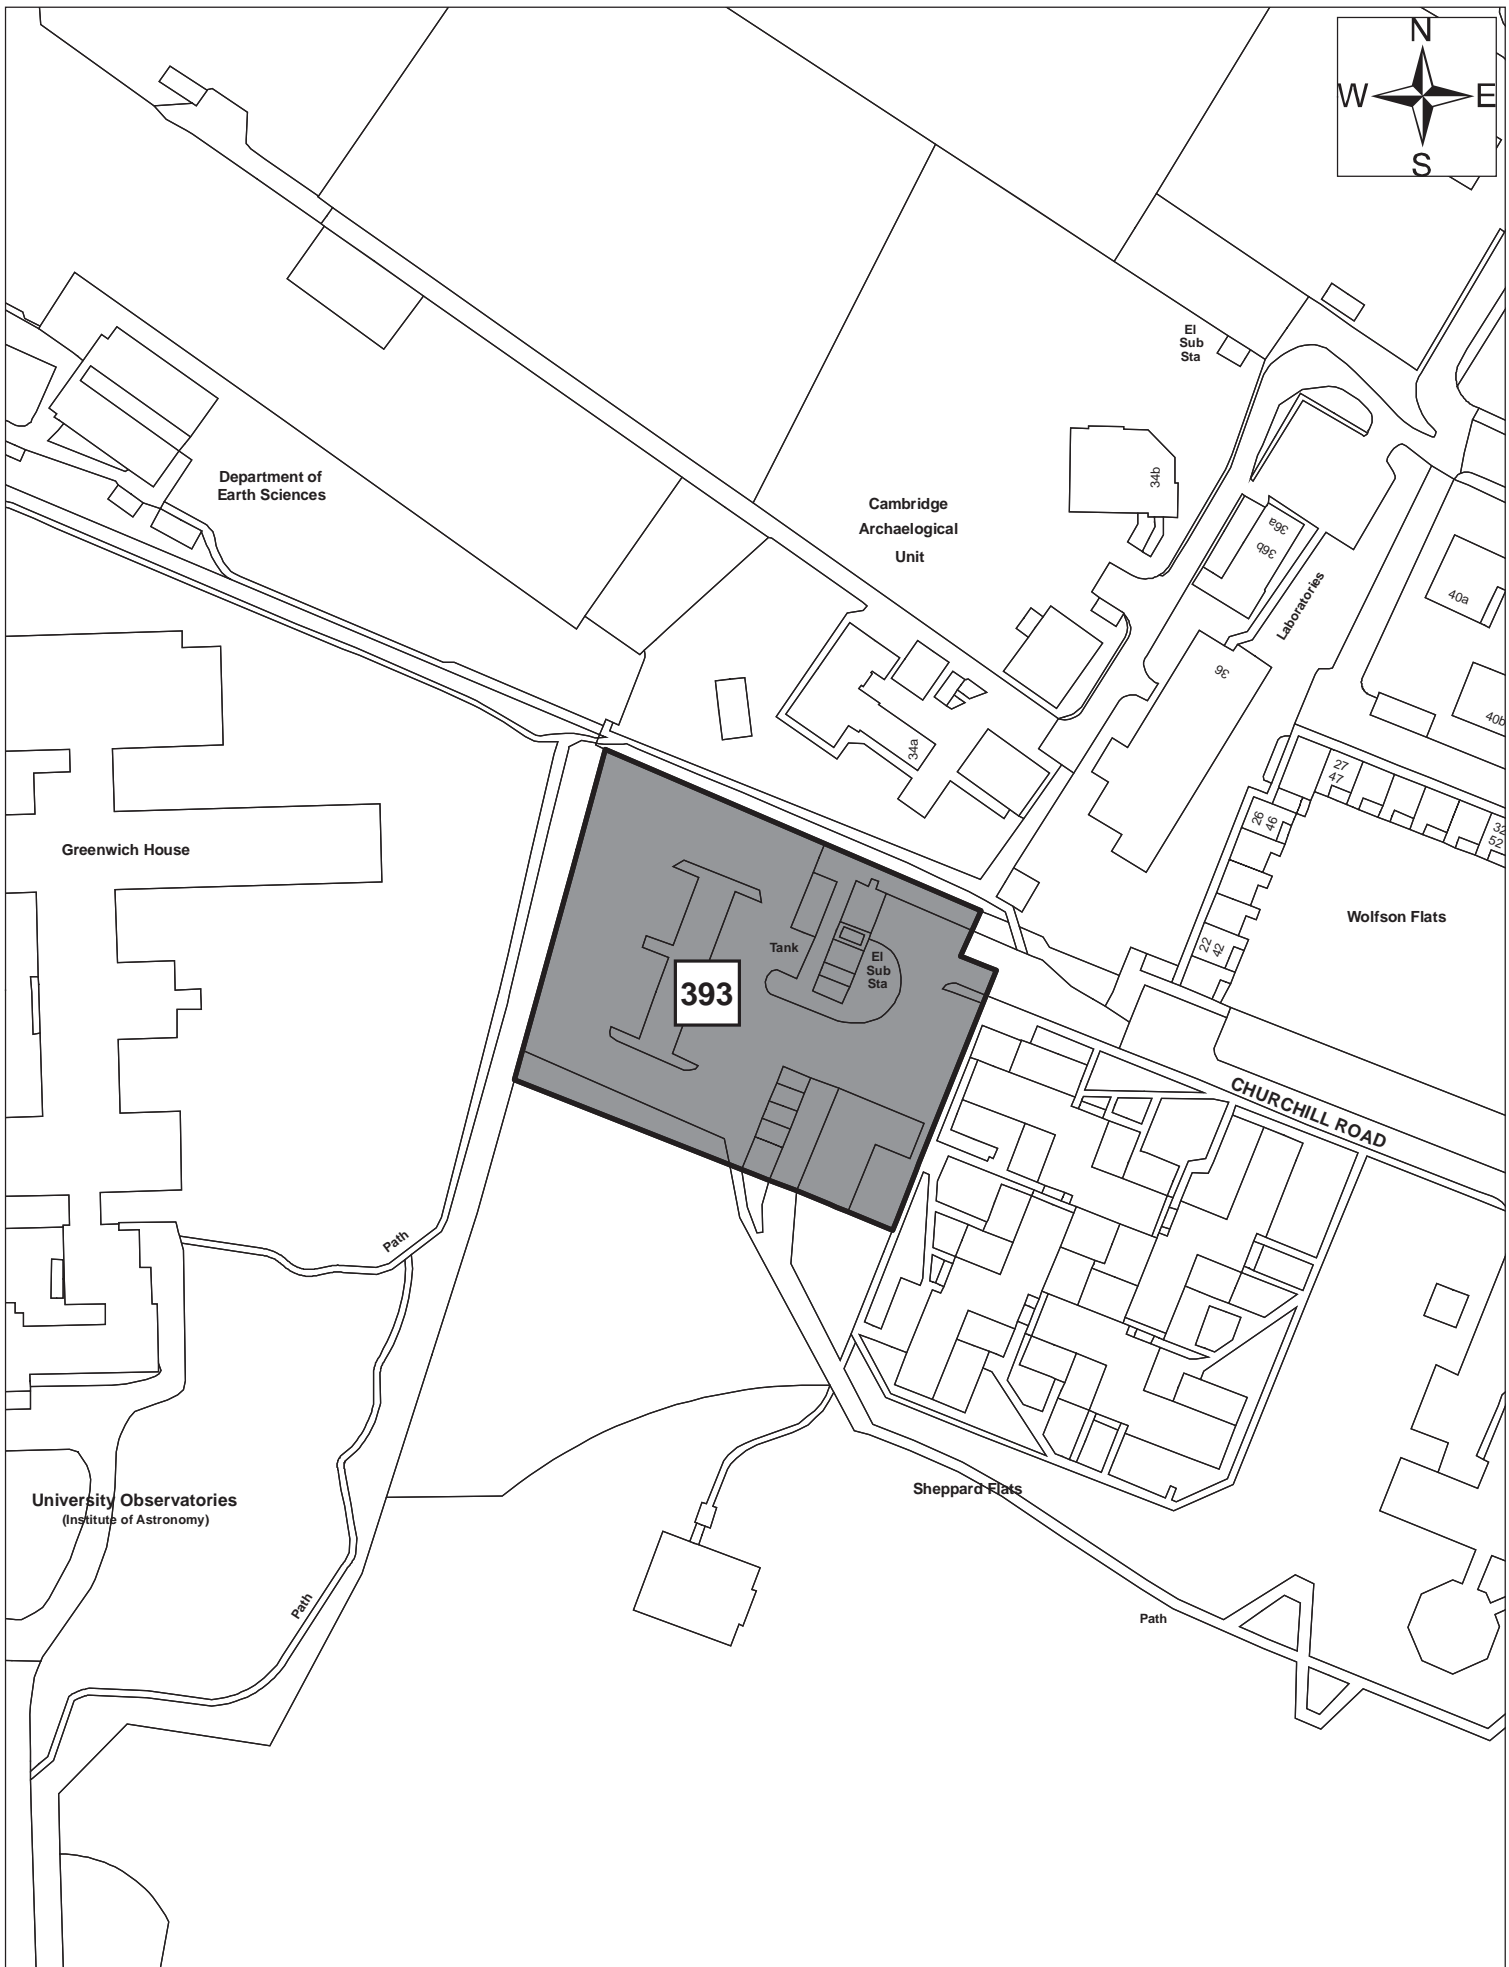 N
W E
S
El
Sub
Sta
34b
Department of
Earth Sciences
Cambridge
Archaelogical
Unit
36a
36b
Laboratories
40a
36
40b
34a
27
47
26
46
32
52
Greenwich House
Wolfson Flats
22
42
Tank
El
Sub
Sta
393
CHURCHILL ROAD
Path
University Observatories
(Institute of Astronomy)
Sheppard Flats
Path
Path